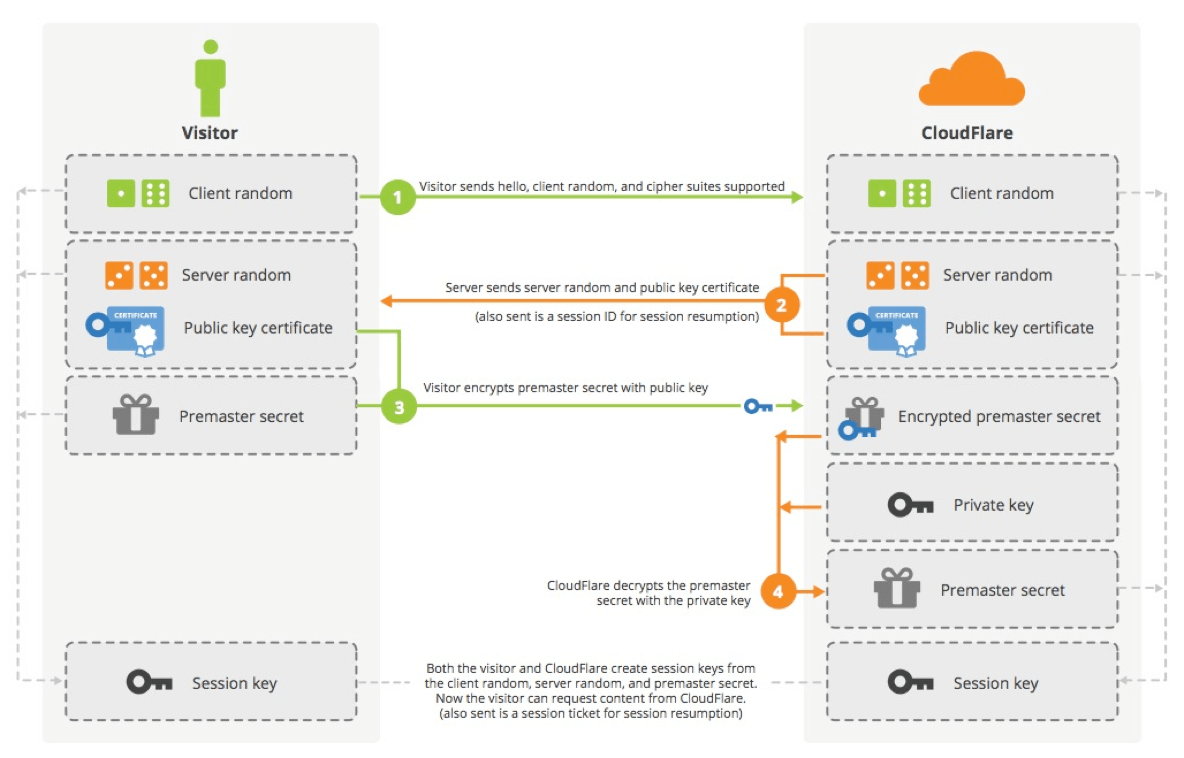 Visitor
CloudFlare
Client random
1
Visitor sends hello, client random, and cipher suites supported
Client random
Server random
Server sends server random and public key certificate
2
Server random
(also sent is a session ID for session resumption)
CERTIFICATE
Public key certificate
CERTIFICATE
Public key certificate
Visitor encrypts premaster secret with public key
Premaster secret
3
Encrypted premaster secret
Private key
CloudFlare decrypts the premaster
secret with the private key
4
Premaster secret
Session key
Both the visitor and CloudFlare create session keys from
the client random, server random, and premaster secret.
Now the visitor can request content from CloudFlare.
(also sent is a session ticket for session resumption)
Session key